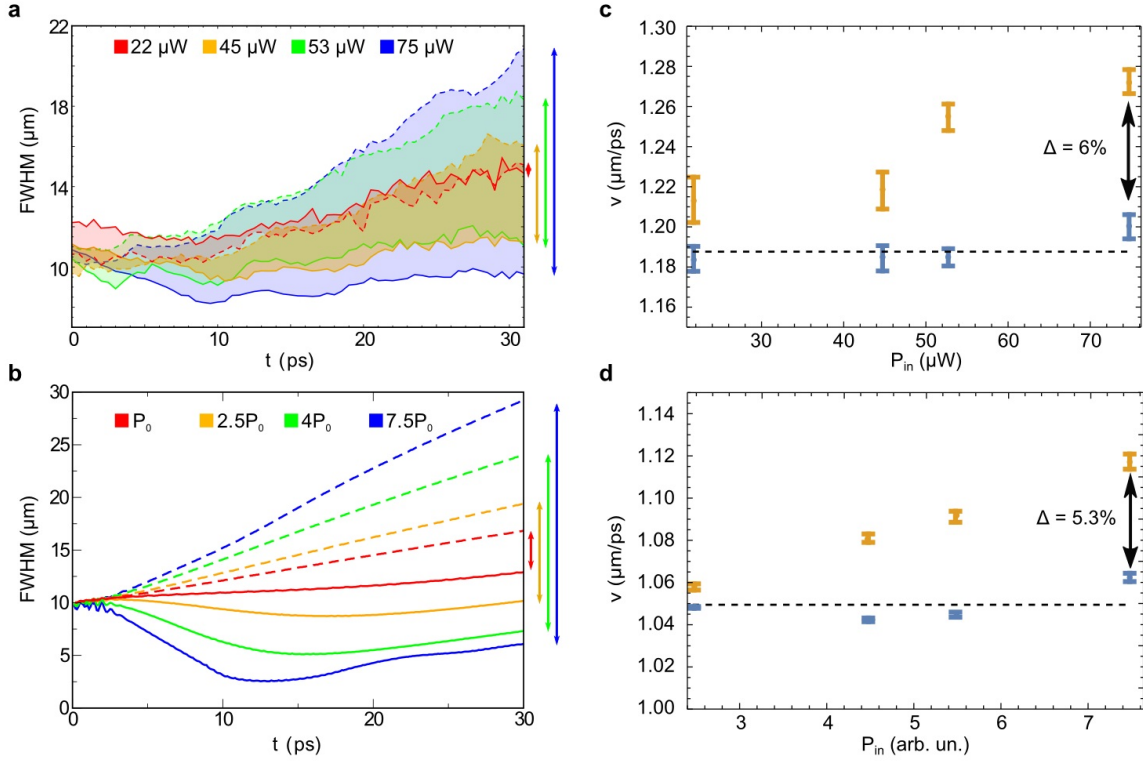 a
22
18
14
10
FWHM (μm)
22 μW 45 μW 53 μW 75 μW
0 10 20 30
t (ps)
b
30
25
20
15
10
5
0
FWHM (μm)
P₀ 2.5P₀ 4P₀ 7.5P₀
0 10 20 30
t (ps)
c
1.28
1.26
1.24
1.22
1.20
1.18
1.16
v (μm/ps)
Δ = 6%
30 40 50 60 70
P_in (μW)
d
1.14
1.12
1.10
1.08
1.06
1.04
1.02
1.00
v (μm/ps)
Δ = 5.3%
3 4 5 6 7
P_in (arb. un.)